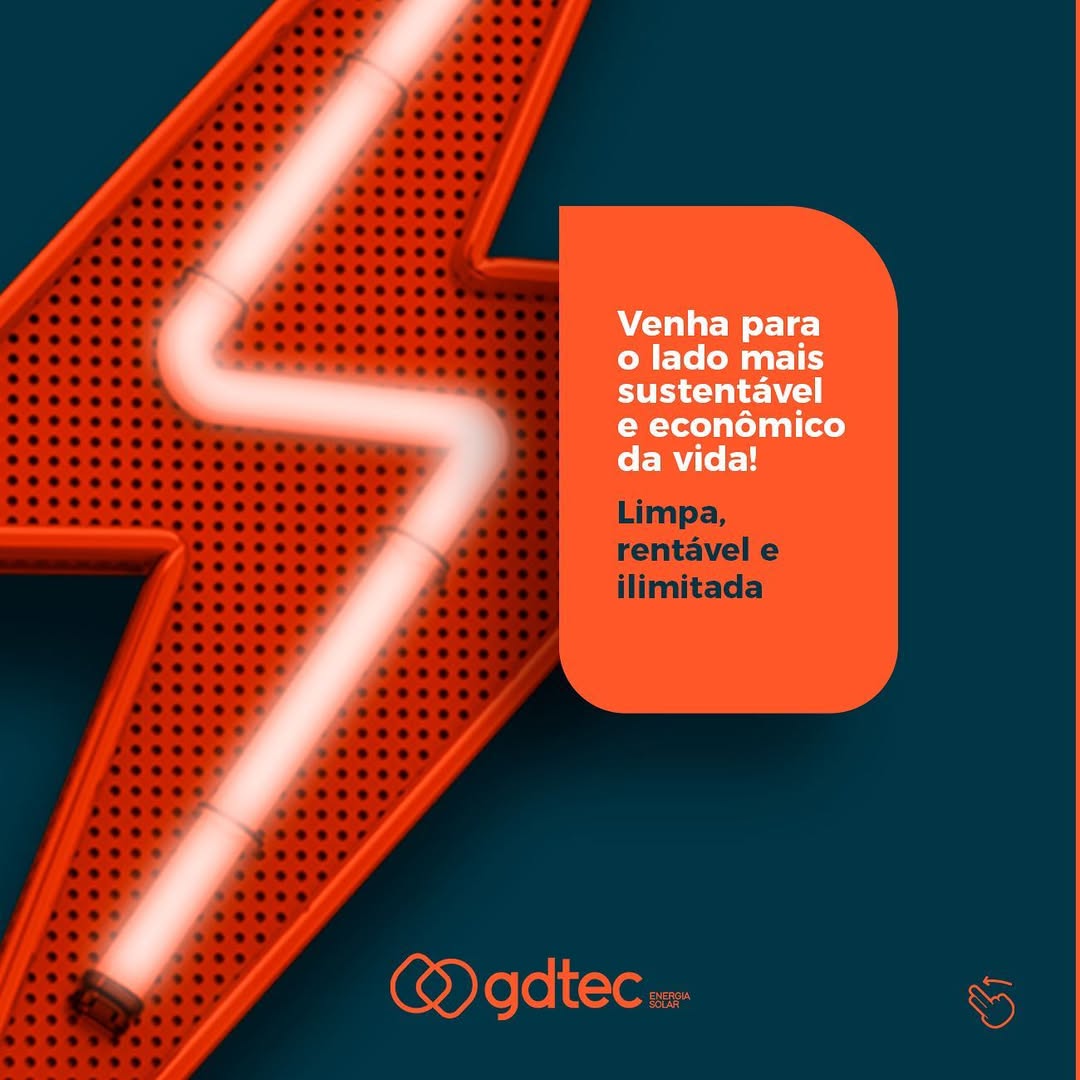 Venha para
o lado mais
sustentável
e econômico
da vida!
Limpa,
rentável e
ilimitada
gdtec
ENERGIA
SOLAR